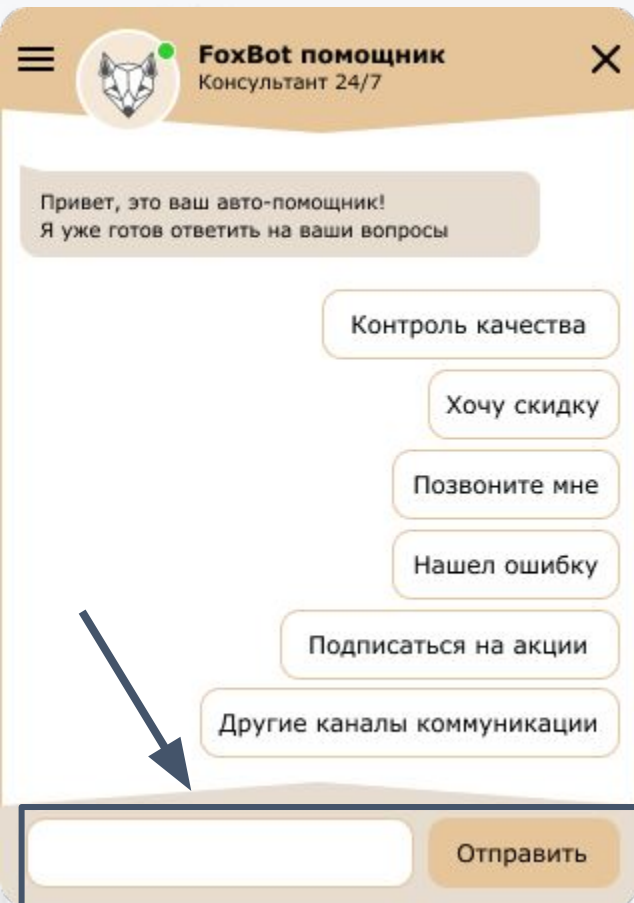 FoxBot помощник
Консультант 24/7
Привет, это ваш авто-помощник!
Я уже готов ответить на ваши вопросы
Контроль качества
Хочу скидку
Позвоните мне
Нашел ошибку
Подписаться на акции
Другие каналы коммуникации
Отправить